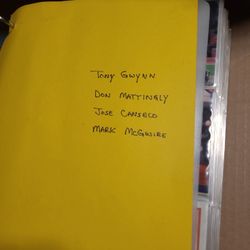 Tony Gwynn
Don Mattingly
Jose Canseco
Mark McGwire